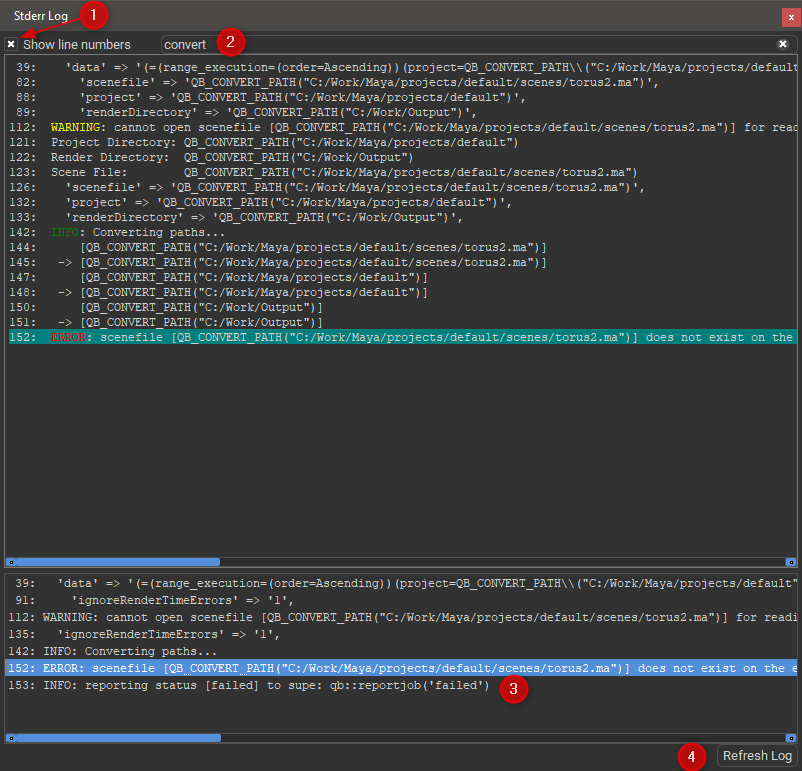 Stderr Log
1
x
Show line numbers
convert
2
39: 'data' => '(=(range_execution=(order=Ascending))(project=QB_CONVERT_PATH\\("C:/Work/Maya/projects/default
82: 'scenefile' => 'QB_CONVERT_PATH("C:/Work/Maya/projects/default/scenes/torus2.ma")',
88: 'project' => 'QB_CONVERT_PATH("C:/Work/Maya/projects/default")',
89: 'renderDirectory' => 'QB_CONVERT_PATH("C:/Work/Output")',
112: WARNING: cannot open scenefile [QB_CONVERT_PATH("C:/Work/Maya/projects/default/scenes/torus2.ma")] for read
121: Project Directory: QB_CONVERT_PATH("C:/Work/Maya/projects/default")
122: Render Directory: QB_CONVERT_PATH("C:/Work/Output")
123: Scene File: QB_CONVERT_PATH("C:/Work/Maya/projects/default/scenes/torus2.ma")
126: 'scenefile' => 'QB_CONVERT_PATH("C:/Work/Maya/projects/default/scenes/torus2.ma")',
132: 'project' => 'QB_CONVERT_PATH("C:/Work/Maya/projects/default")',
133: 'renderDirectory' => 'QB_CONVERT_PATH("C:/Work/Output")',
142: INFO: Converting paths...
144: [QB_CONVERT_PATH("C:/Work/Maya/projects/default/scenes/torus2.ma")]
145: -> [QB_CONVERT_PATH("C:/Work/Maya/projects/default/scenes/torus2.ma")]
147: [QB_CONVERT_PATH("C:/Work/Maya/projects/default")]
148: -> [QB_CONVERT_PATH("C:/Work/Maya/projects/default")]
150: [QB_CONVERT_PATH("C:/Work/Output")]
151: -> [QB_CONVERT_PATH("C:/Work/Output")]
152: ERROR: scenefile [QB_CONVERT_PATH("C:/Work/Maya/projects/default/scenes/torus2.ma")] does not exist on the
39: 'data' => '(=(range_execution=(order=Ascending))(project=QB_CONVERT_PATH\\("C:/Work/Maya/projects/default"
91: 'ignoreRenderTimeErrors' => '1',
112: WARNING: cannot open scenefile [QB_CONVERT_PATH("C:/Work/Maya/projects/default/scenes/torus2.ma")] for readi
135: 'ignoreRenderTimeErrors' => '1',
142: INFO: Converting paths...
152: ERROR: scenefile [QB_CONVERT_PATH("C:/Work/Maya/projects/default/scenes/torus2.ma")] does not exist on the e
153: INFO: reporting status [failed] to supe: qb::reportjob('failed')
3
4
Refresh Log